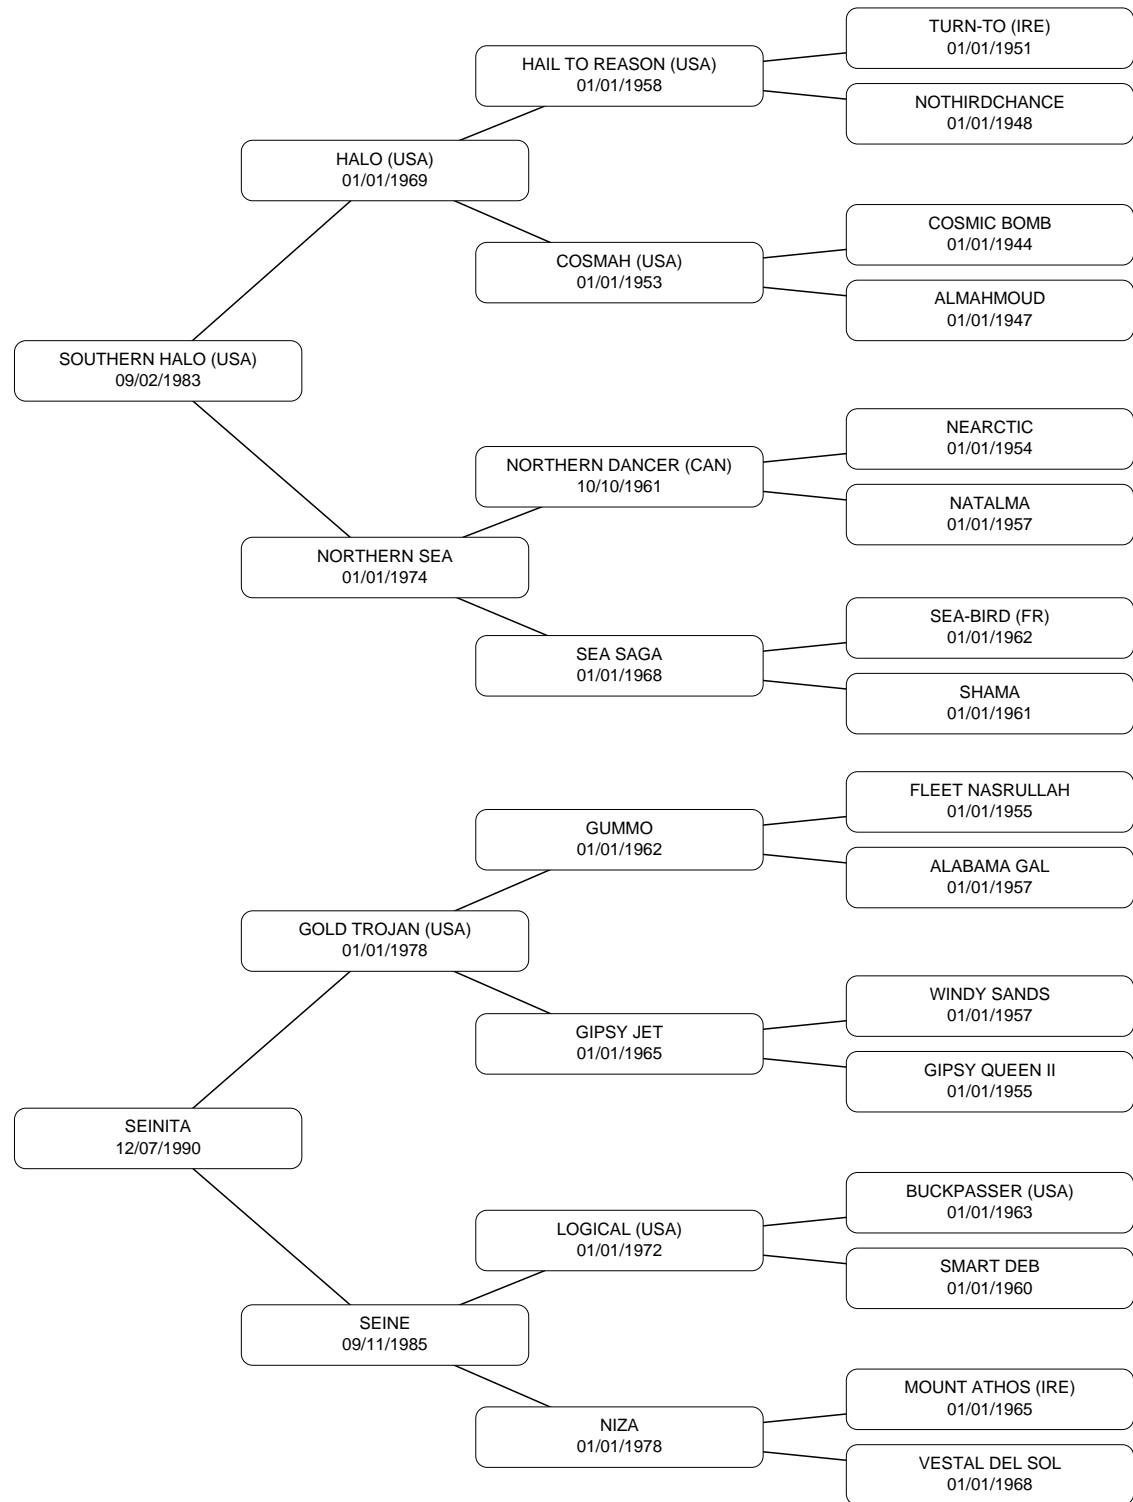 TURN-TO (IRE)
01/01/1951
HAIL TO REASON (USA)
01/01/1958
NOTHIRDCHANCE
01/01/1948
HALO (USA)
01/01/1969
COSMIC BOMB
01/01/1944
COSMAH (USA)
01/01/1953
ALMAHMOUD
01/01/1947
SOUTHERN HALO (USA)
09/02/1983
NEARCTIC
01/01/1954
NORTHERN DANCER (CAN)
10/10/1961
NATALMA
01/01/1957
NORTHERN SEA
01/01/1974
SEA-BIRD (FR)
01/01/1962
SEA SAGA
01/01/1968
SHAMA
01/01/1961
FLEET NASRULLAH
01/01/1955
GUMMO
01/01/1962
ALABAMA GAL
01/01/1957
GOLD TROJAN (USA)
01/01/1978
WINDY SANDS
01/01/1957
GIPSY JET
01/01/1965
GIPSY QUEEN II
01/01/1955
SEINITA
12/07/1990
BUCKPASSER (USA)
01/01/1963
LOGICAL (USA)
01/01/1972
SMART DEB
01/01/1960
SEINE
09/11/1985
MOUNT ATHOS (IRE)
01/01/1965
NIZA
01/01/1978
VESTAL DEL SOL
01/01/1968